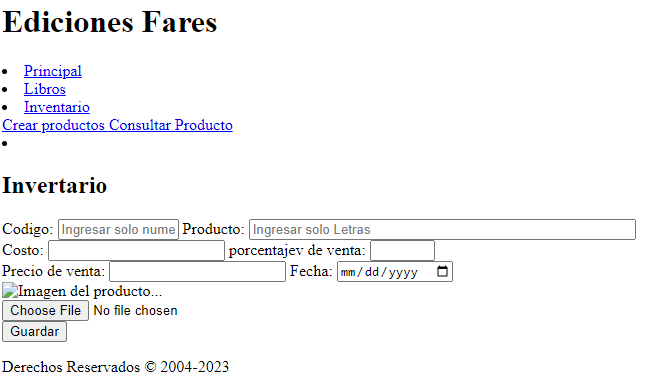 Ediciones Fares
Principal
Libros
Inventario
Crear productos Consultar Producto
Invertario
Codigo: Ingresar solo nume Producto: Ingresar solo Letras
Costo: porcentajev de venta:
Precio de venta: Fecha: mm/dd/yyyy
Imagen del producto...
Choose File No file chosen
Guardar
Derechos Reservados © 2004-2023